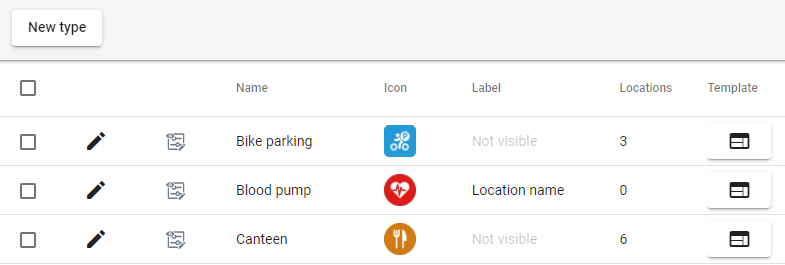 New type
Name Icon Label Locations Template
Bike parking P Not visible 3
Blood pump Location name 0
Canteen Not visible 6